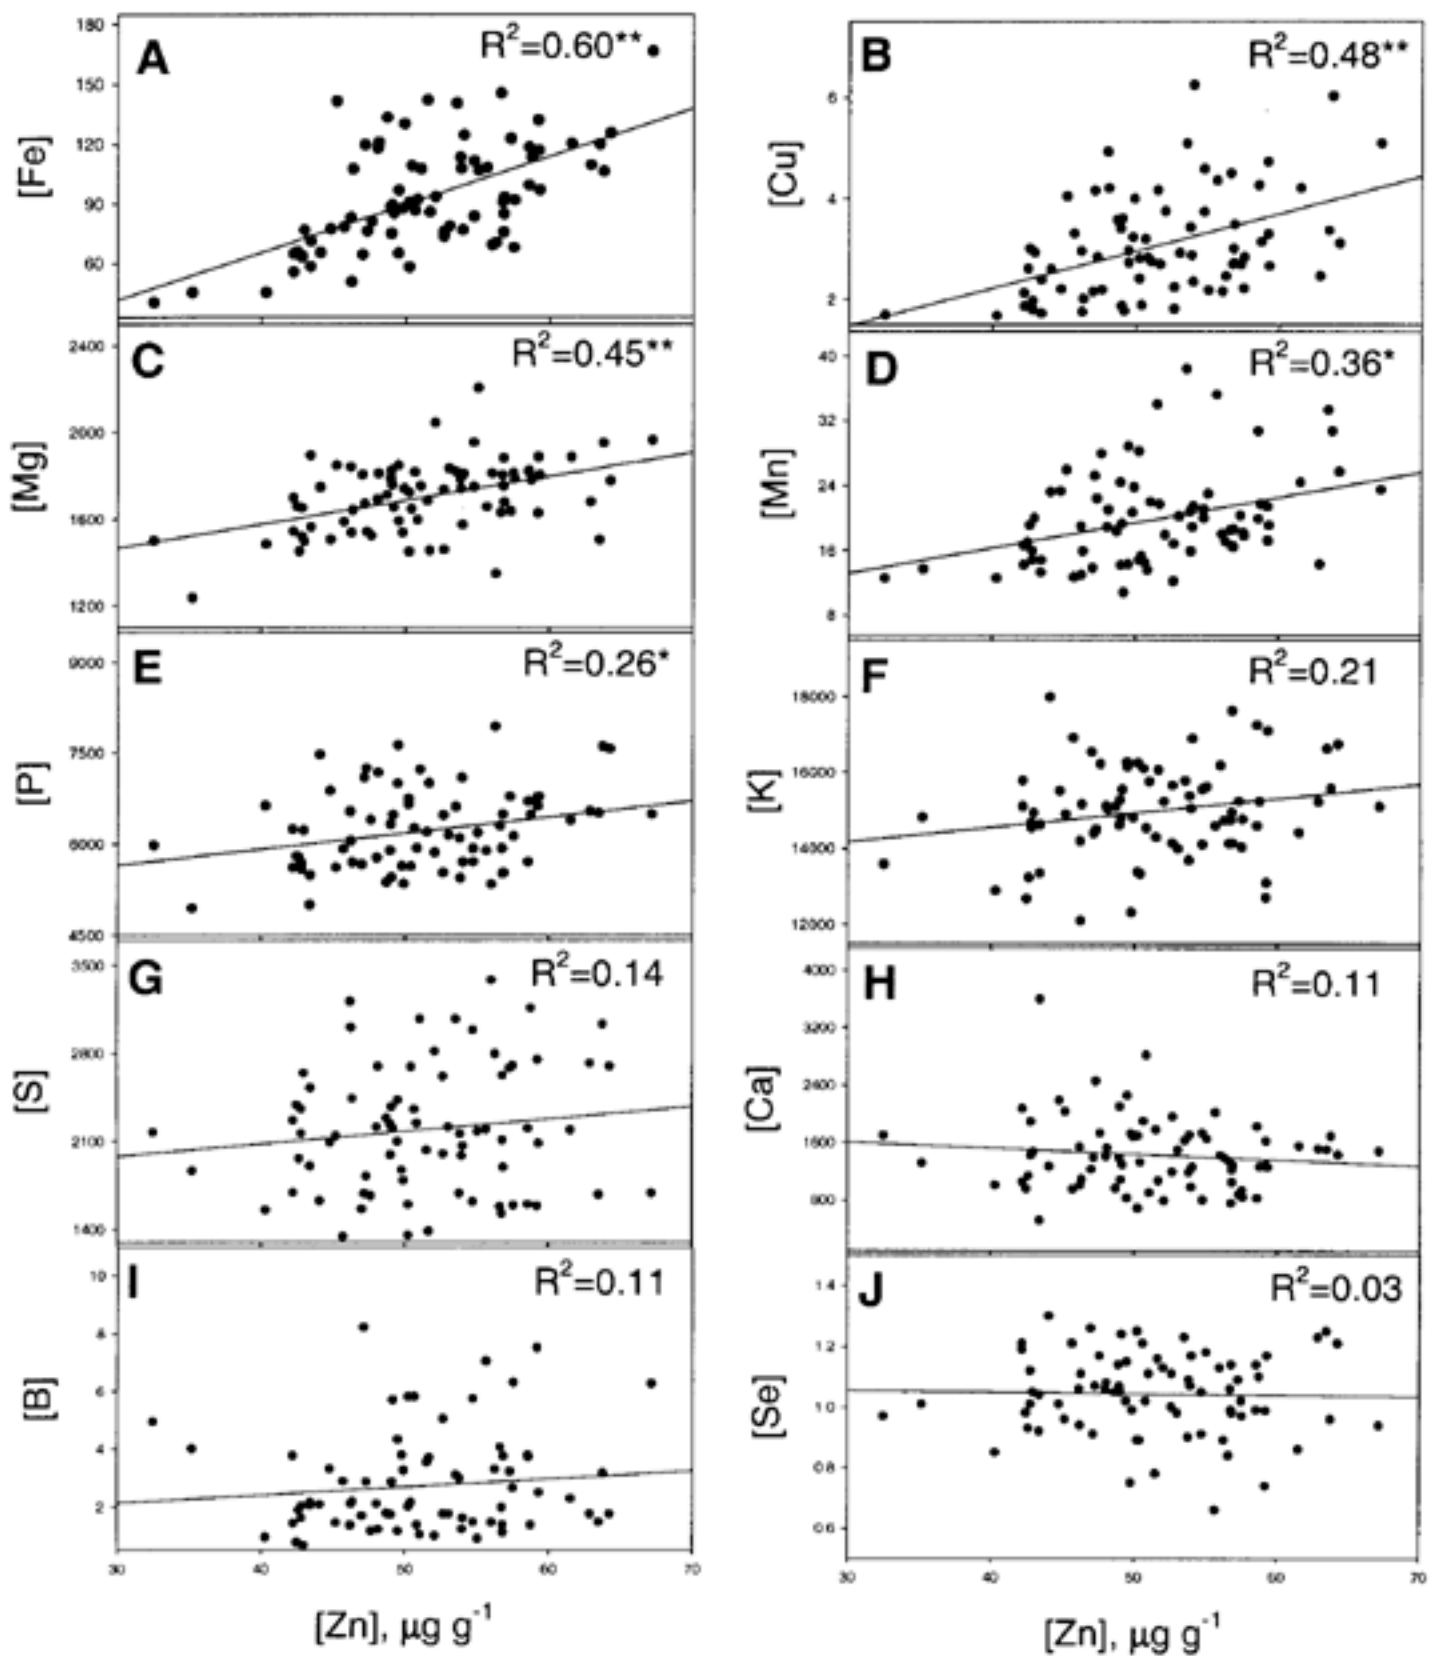 A
R²=0.60**
[Fe]
180
150
120
90
60
B
R²=0.48**
[Cu]
6
4
2
C
R²=0.45**
[Mg]
2400
2000
1600
1200
D
R²=0.36*
[Mn]
40
32
24
16
8
E
R²=0.26*
[P]
9000
7500
6000
4500
F
R²=0.21
[K]
18000
16000
14000
12000
G
R²=0.14
[S]
3500
2800
2100
1400
H
R²=0.11
[Ca]
4000
3200
2400
1600
800
I
R²=0.11
[B]
10
8
6
4
2
30 40 50 60 70
[Zn], µg g⁻¹
J
R²=0.03
[Se]
1.4
1.2
1.0
0.8
0.6
30 40 50 60 70
[Zn], µg g⁻¹